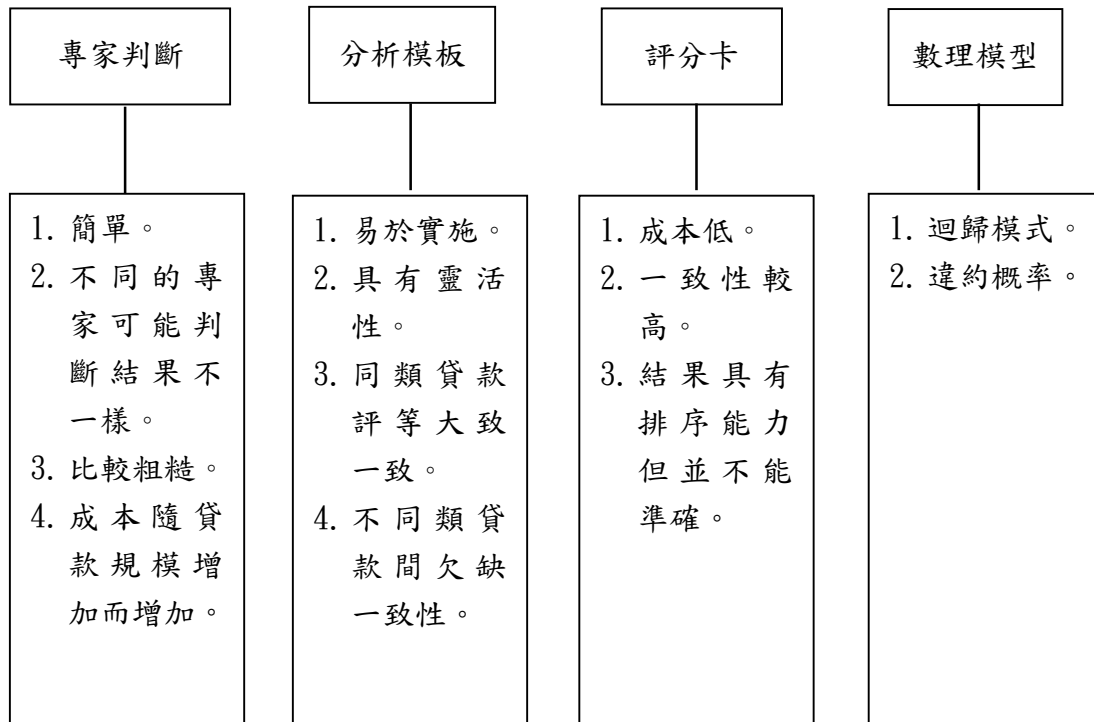 專家判斷
1. 簡單。
2. 不同的專
家可能判
斷結果不
一樣。
3. 比較粗糙。
4. 成本隨貸
款規模增
加而增加。
分析模板
1. 易於實施。
2. 具有靈活
性。
3. 同類貸款
評等大致
一致。
4. 不同類貸
款間欠缺
一致性。
評分卡
1. 成本低。
2. 一致性較
高。
3. 結果具有
排序能力
但並不能
準確。
數理模型
1. 迴歸模式。
2. 違約概率。